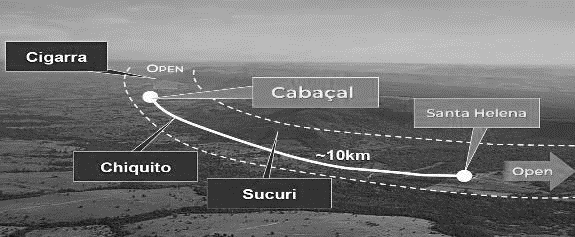 Cigarra
OPEN
Cabaçal
Santa Helena
Chiquito
~10km
Open
Sucuri